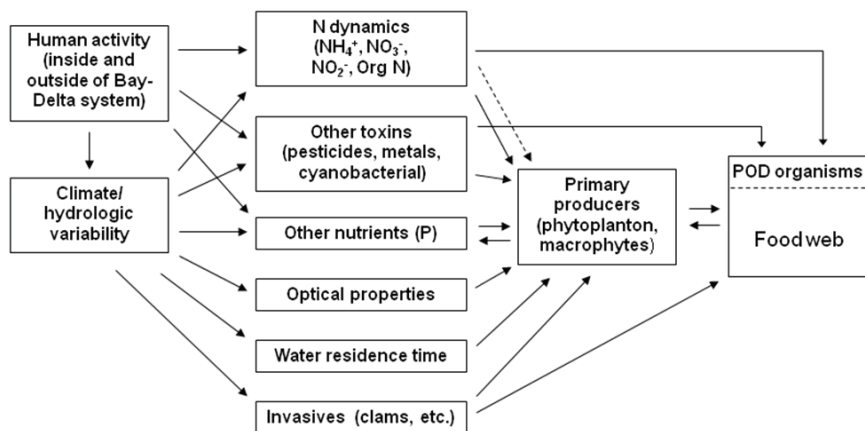 Human activity
(inside and
outside of Bay-
Delta system)
Climate/
hydrologic
variability
N dynamics
(NH₄⁺, NO₃⁻,
NO₂⁻, Org N)
Other toxins
(pesticides, metals,
cyanobacterial)
Other nutrients (P)
Optical properties
Water residence time
Invasives (clams, etc.)
Primary
producers
(phytoplanton,
macrophytes)
POD organisms
Food web